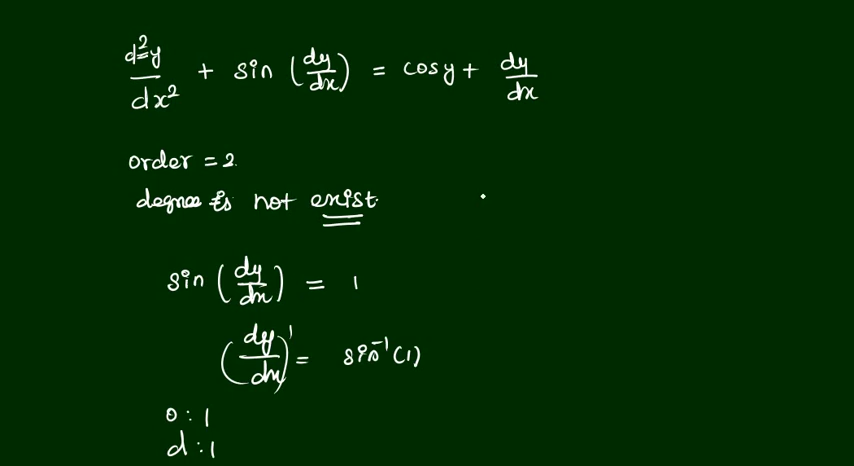 d²y/dx² + sin (dy/dx) = cosy + dy/dx
order = 2
degree is not exist.
sin (dy/dx) = 1
(dy/dx)¹ = sin⁻¹(1)
o : 1
d : 1